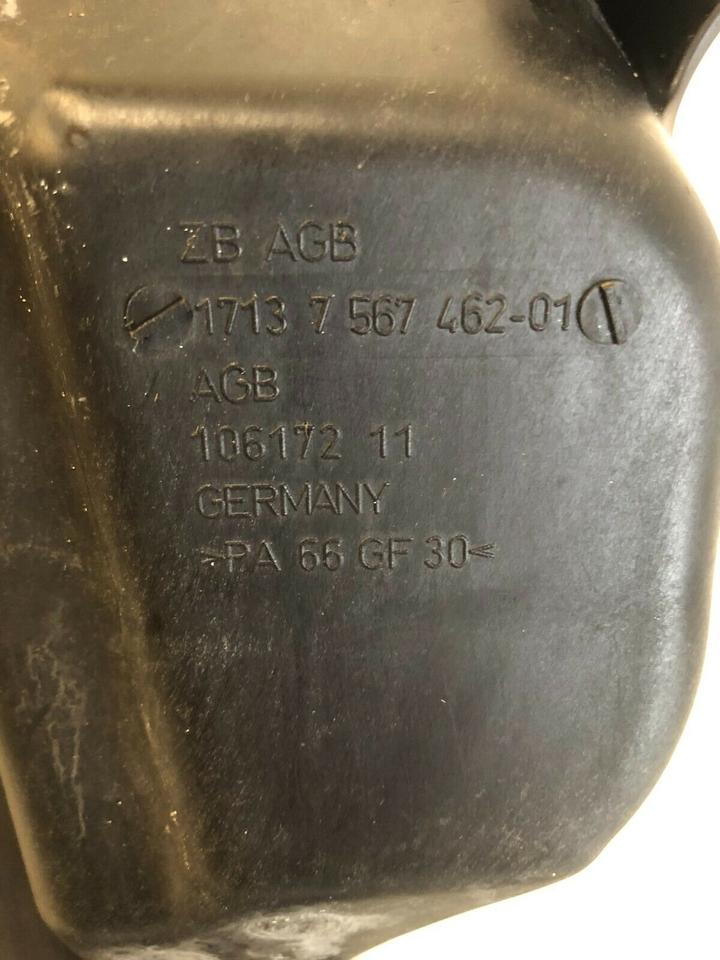 ZB AGB
1713 7 567 462-01
AGB
106172 11
GERMANY
>PA 66 GF 30<